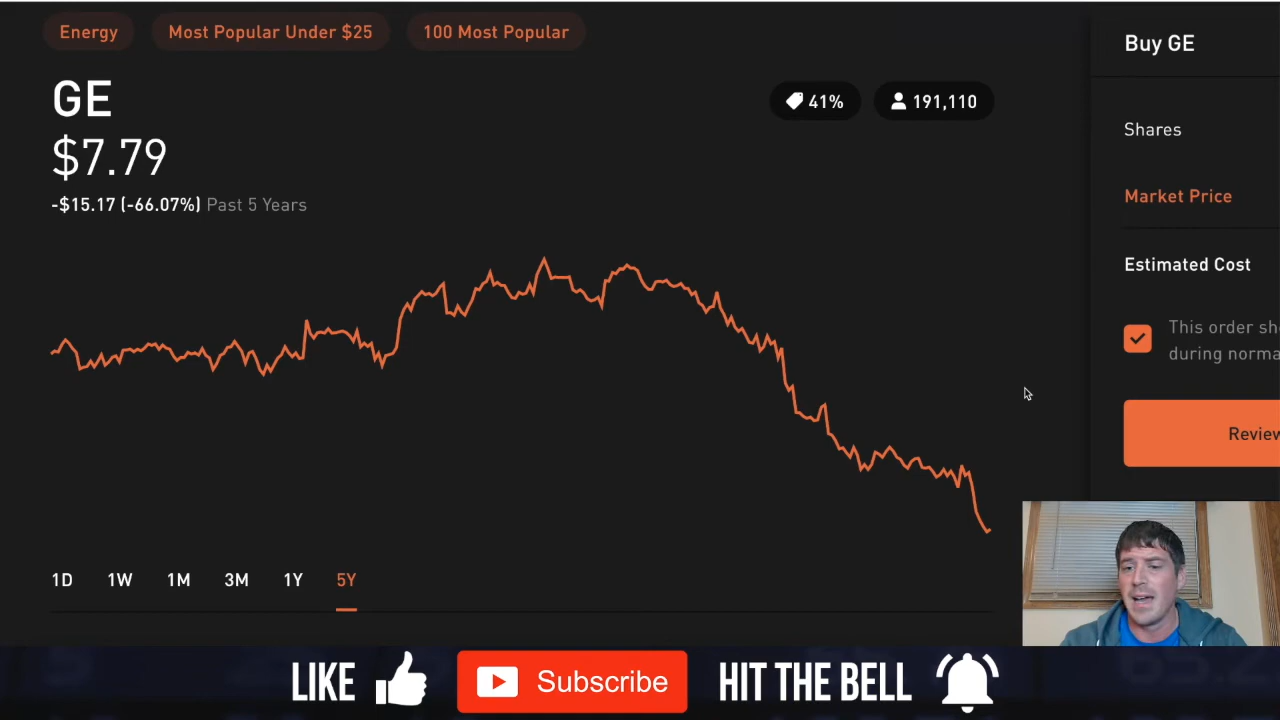 Energy
Most Popular Under $25
100 Most Popular
GE
$7.79
-$15.17 (-66.07%) Past 5 Years
41%
191,110
1D
1W
1M
3M
1Y
5Y
Buy GE
Shares
Market Price
Estimated Cost
This order sh
during norma
Review
LIKE
Subscribe
HIT THE BELL